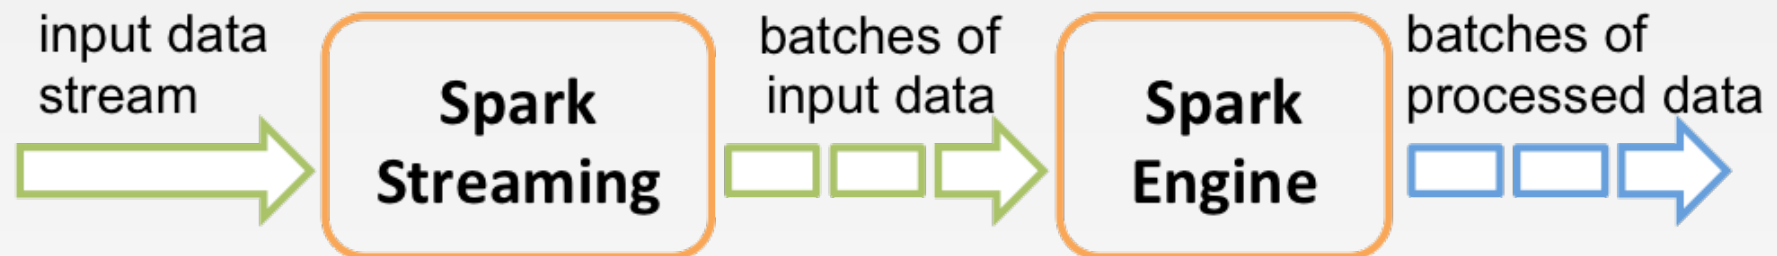 input data
stream
Spark
Streaming
batches of
input data
Spark
Engine
batches of
processed data